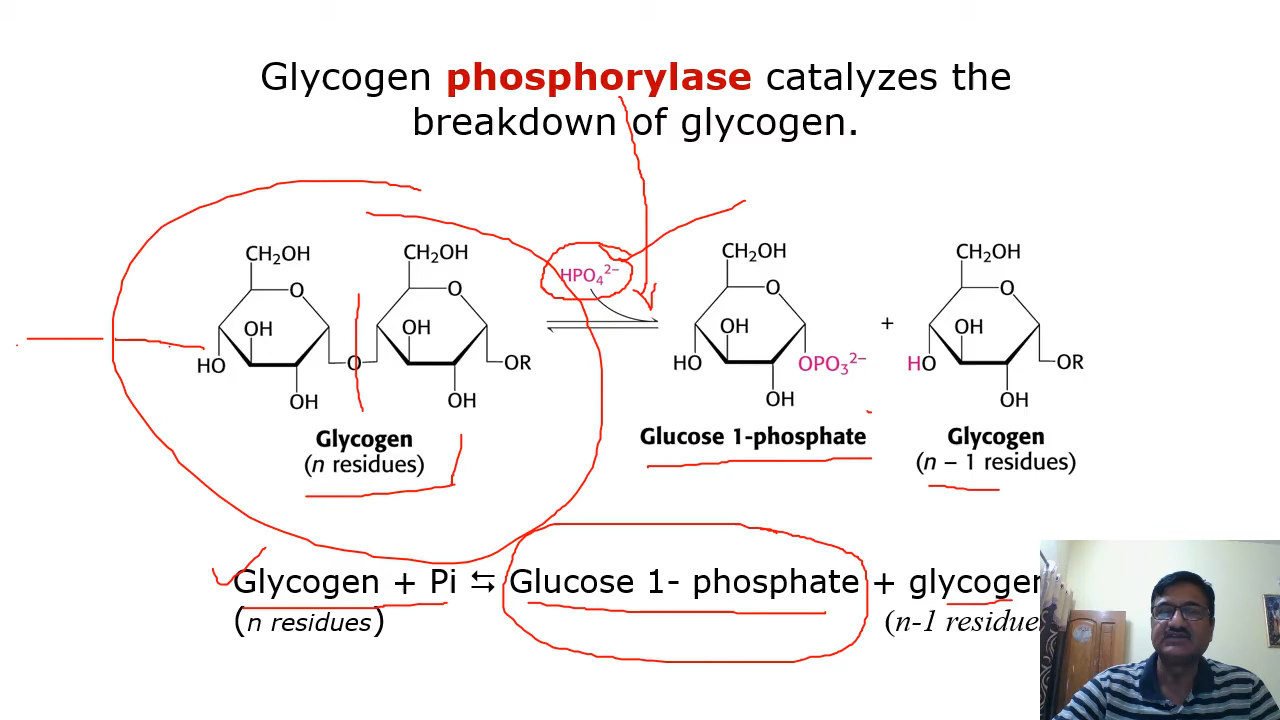 Glycogen phosphorylase catalyzes the
breakdown of glycogen.
CH₂OH
CH₂OH
HPO₄²⁻
CH₂OH
CH₂OH
O
O
O
O
OH
OH
OH
+
OH
HO
O
OR
HO
OPO₃²⁻
HO
OR
OH
OH
OH
OH
Glycogen
(n residues)
Glucose 1-phosphate
Glycogen
(n – 1 residues)
Glycogen + Pi ⇆ Glucose 1- phosphate + glycogen
(n residues)
(n-1 residue